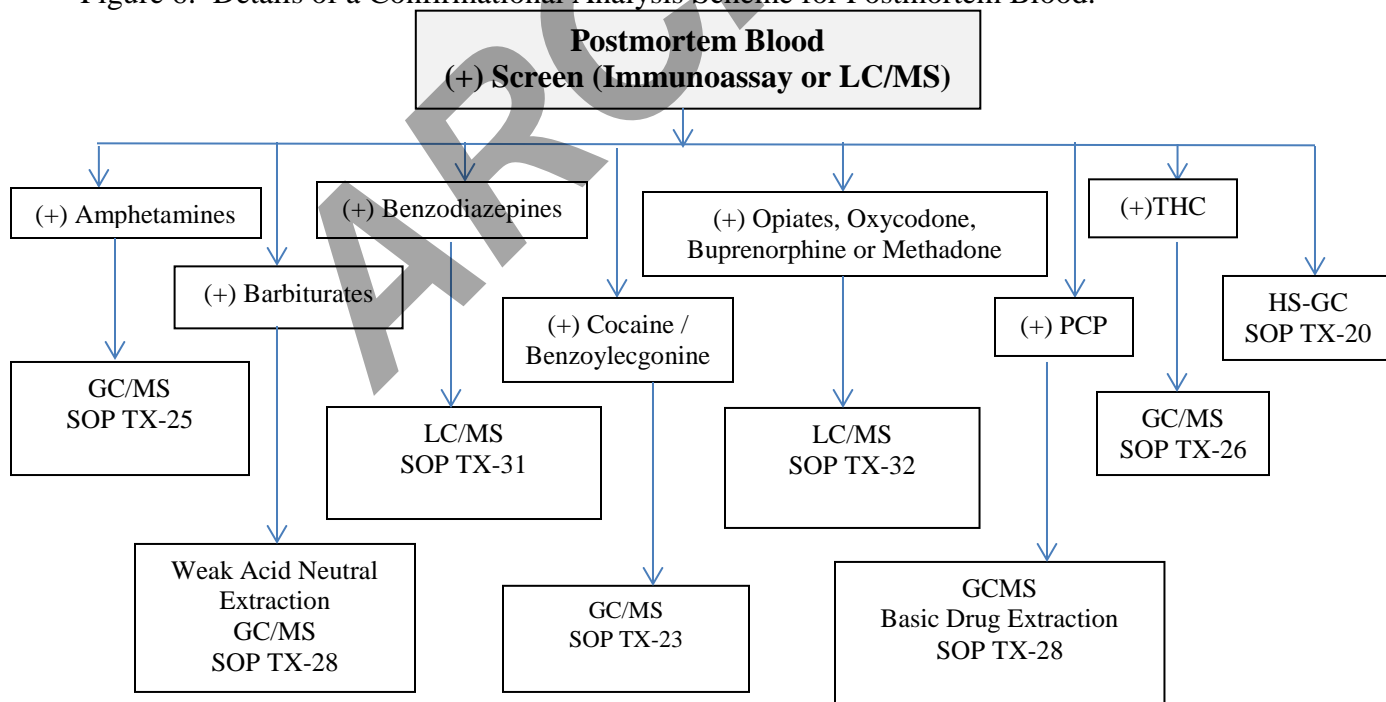 Figure 6. Details of a Confirmational Analysis Scheme for Postmortem Blood.
Postmortem Blood
(+) Screen (Immunoassay or LC/MS)
(+) Amphetamines
(+) Barbiturates
(+) Benzodiazepines
(+) Cocaine /
Benzoylecgonine
(+) Opiates, Oxycodone,
Buprenorphine or Methadone
(+) PCP
(+)THC
HS-GC
SOP TX-20
GC/MS
SOP TX-25
Weak Acid Neutral
Extraction
GC/MS
SOP TX-28
LC/MS
SOP TX-31
GC/MS
SOP TX-23
LC/MS
SOP TX-32
GCMS
Basic Drug Extraction
SOP TX-28
GC/MS
SOP TX-26